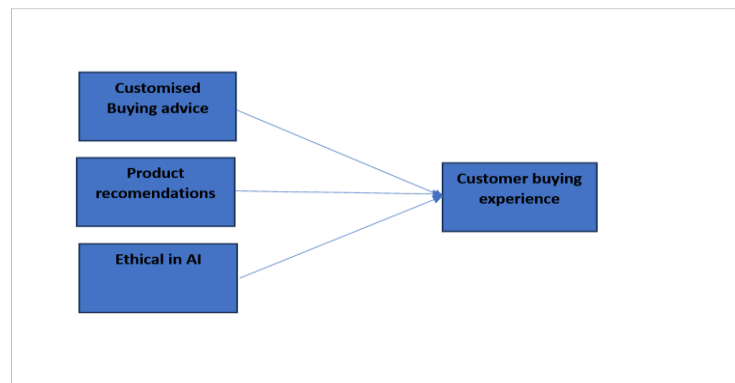 Customised
Buying advice
Product
recomendations
Ethical in AI
Customer buying
experience